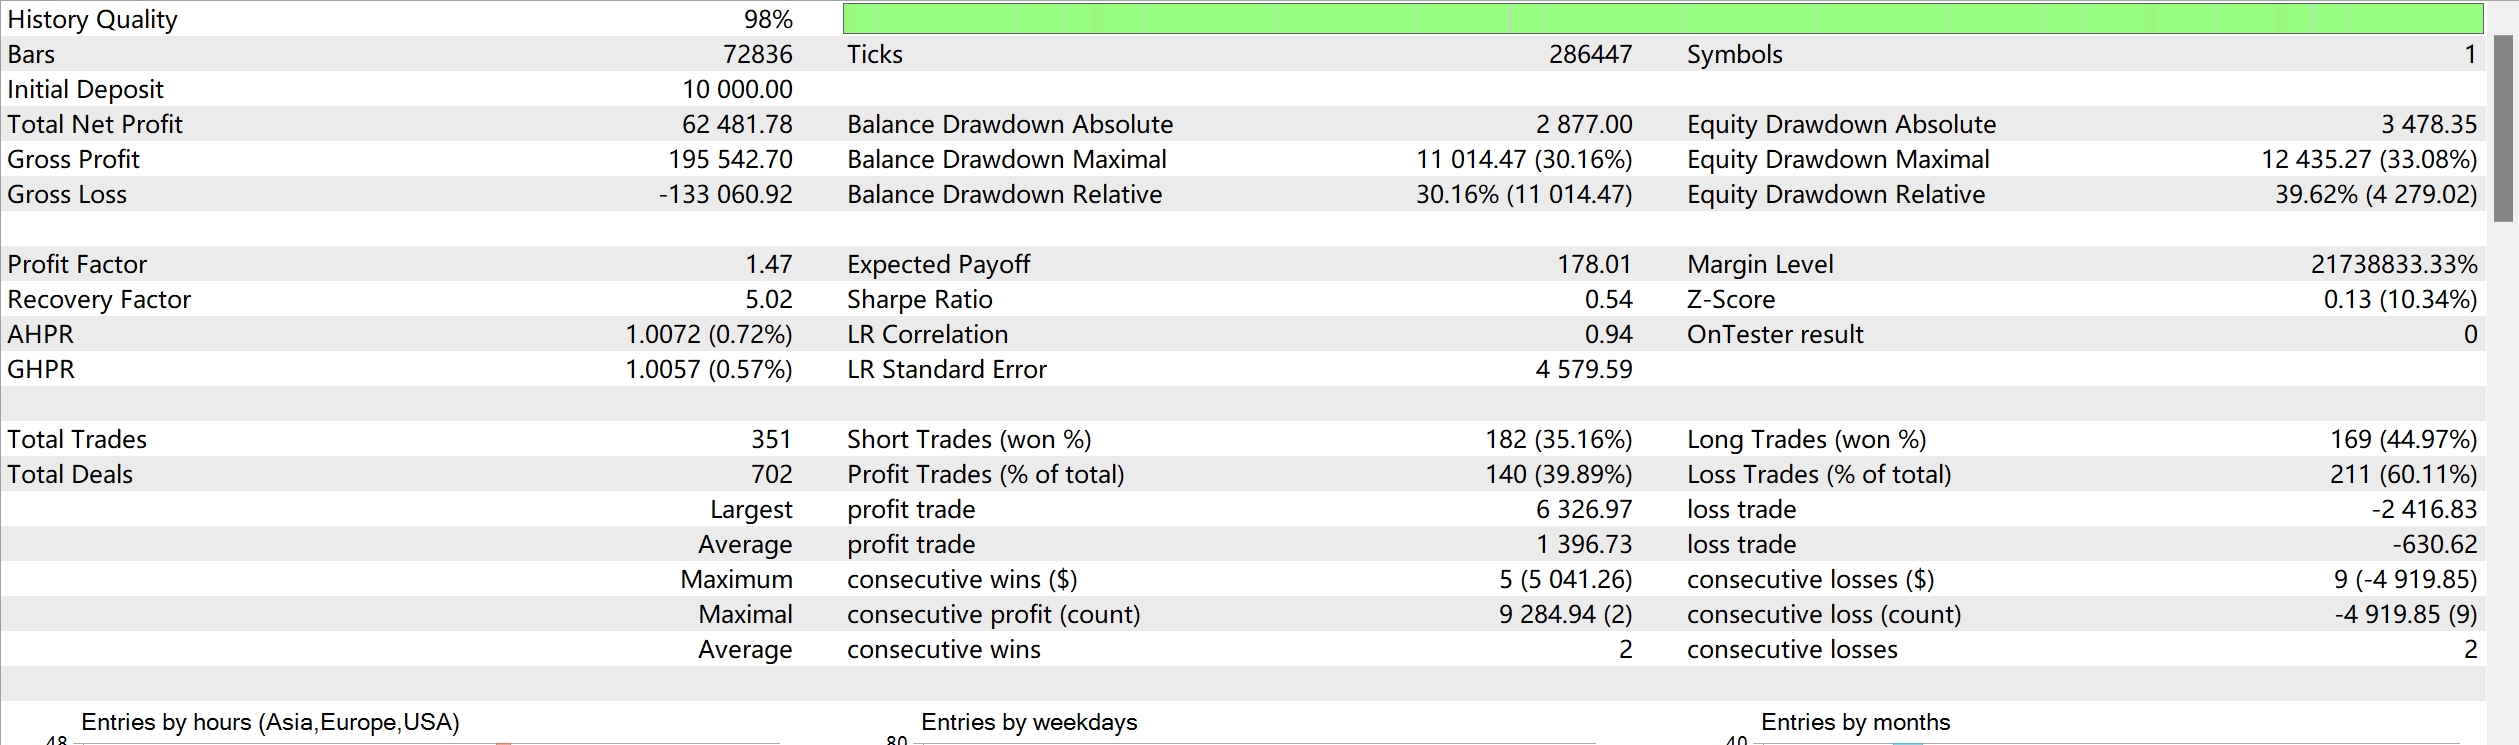 History Quality 98%
Bars 72836 Ticks 286447 Symbols 1
Initial Deposit 10 000.00
Total Net Profit 62 481.78 Balance Drawdown Absolute 2 877.00 Equity Drawdown Absolute 3 478.35
Gross Profit 195 542.70 Balance Drawdown Maximal 11 014.47 (30.16%) Equity Drawdown Maximal 12 435.27 (33.08%)
Gross Loss -133 060.92 Balance Drawdown Relative 30.16% (11 014.47) Equity Drawdown Relative 39.62% (4 279.02)
Profit Factor 1.47 Expected Payoff 178.01 Margin Level 21738833.33%
Recovery Factor 5.02 Sharpe Ratio 0.54 Z-Score 0.13 (10.34%)
AHPR 1.0072 (0.72%) LR Correlation 0.94 OnTester result 0
GHPR 1.0057 (0.57%) LR Standard Error 4 579.59
Total Trades 351 Short Trades (won %) 182 (35.16%) Long Trades (won %) 169 (44.97%)
Total Deals 702 Profit Trades (% of total) 140 (39.89%) Loss Trades (% of total) 211 (60.11%)
Largest profit trade 6 326.97 loss trade -2 416.83
Average profit trade 1 396.73 loss trade -630.62
Maximum consecutive wins ($) 5 (5 041.26) consecutive losses ($) 9 (-4 919.85)
Maximal consecutive profit (count) 9 284.94 (2) consecutive loss (count) -4 919.85 (9)
Average consecutive wins 2 consecutive losses 2
Entries by hours (Asia,Europe,USA) Entries by weekdays Entries by months
48 80 40